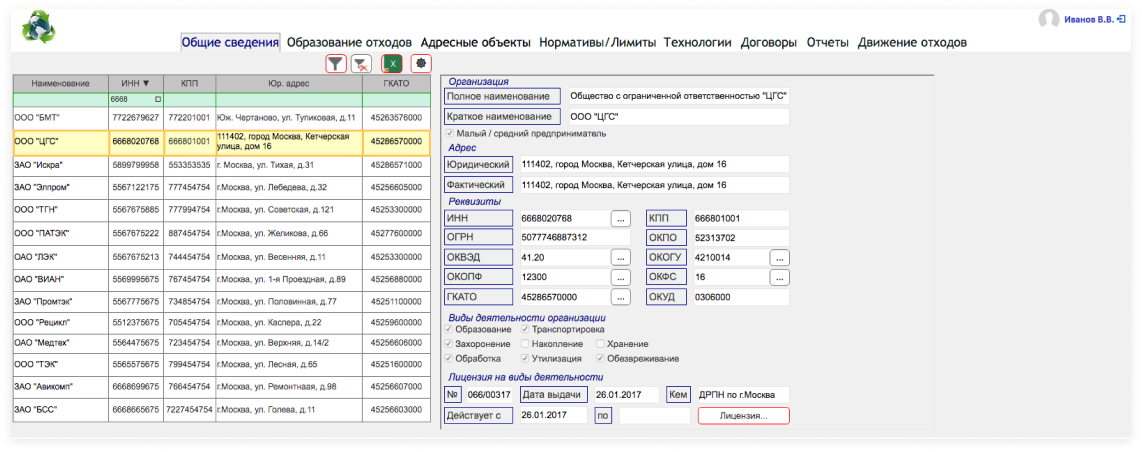 Иванов В.В.
Общие сведения Образование отходов Адресные объекты Нормативы/Лимиты Технологии Договоры Отчеты Движение отходов
X
Наименование ИНН ▼ КПП Юр. адрес ГКАТО
6668
ООО "БМТ" 7722679627 772201001 Юж. Чертаново, ул. Тупиковая, д.11 45263576000
ООО "ЦГС" 6668020768 666801001 111402, город Москва, Кетчерская улица, дом 16 45286570000
ЗАО "Искра" 5899799958 553353535 г. Москва, ул. Тихая, д.31 45286571000
ЗАО "Элпром" 5567122175 777454754 г.Москва, ул. Лебедева, д.32 45256605000
ООО "ТГН" 5567675885 777994754 г.Москва, ул. Советская, д.121 45253300000
ООО "ПАТЭК" 5567675222 887454754 г.Москва, ул. Желикова, д.66 45277600000
ОАО "ЛЭК" 5567675213 744454754 г.Москва, ул. Весенняя, д.11 45253300000
ОАО "ВИАН" 5569995675 767454754 г.Москва, ул. 1-я Проездная, д.89 45256880000
ЗАО "Промтэк" 5567775675 734854754 г.Москва, ул. Половинная, д.77 45251100000
ООО "Рецикл" 5512375675 705454754 г.Москва, ул. Каспера, д.22 45259600000
ОАО "Медтех" 5564475675 723454754 г.Москва, ул. Верхняя, д.14/2 45256606000
ООО "ТЭК" 5565575675 799454754 г.Москва, ул. Лесная, д.65 45251600000
ЗАО "Авикомп" 6668699675 766454754 г.Москва, ул. Ремонтнаая, д.98 45256607000
ЗАО "БСС" 6668665675 7227454754 г.Москва, ул. Голева, д.11 45256603000
Организация
Полное наименование Общество с ограниченной ответственностью "ЦГС"
Краткое наименование ООО "ЦГС"
Малый / средний предприниматель
Адрес
Юридический 111402, город Москва, Кетчерская улица, дом 16
Фактический 111402, город Москва, Кетчерская улица, дом 16
Реквизиты
ИНН 6668020768 ... КПП 666801001
ОГРН 5077746887312 ОКПО 52313702
ОКВЭД 41.20 ... ОКОГУ 4210014 ...
ОКОПФ 12300 ... ОКФС 16 ...
ГКАТО 45286570000 ... ОКУД 0306000
Виды деятельности организации
Образование Транспортировка
Захоронение Накопление Хранение
Обработка Утилизация Обезвреживание
Лицензия на виды деятельности
№ 066/00317 Дата выдачи 26.01.2017 Кем ДРПН по г.Москва
Действует с 26.01.2017 по Лицензия...